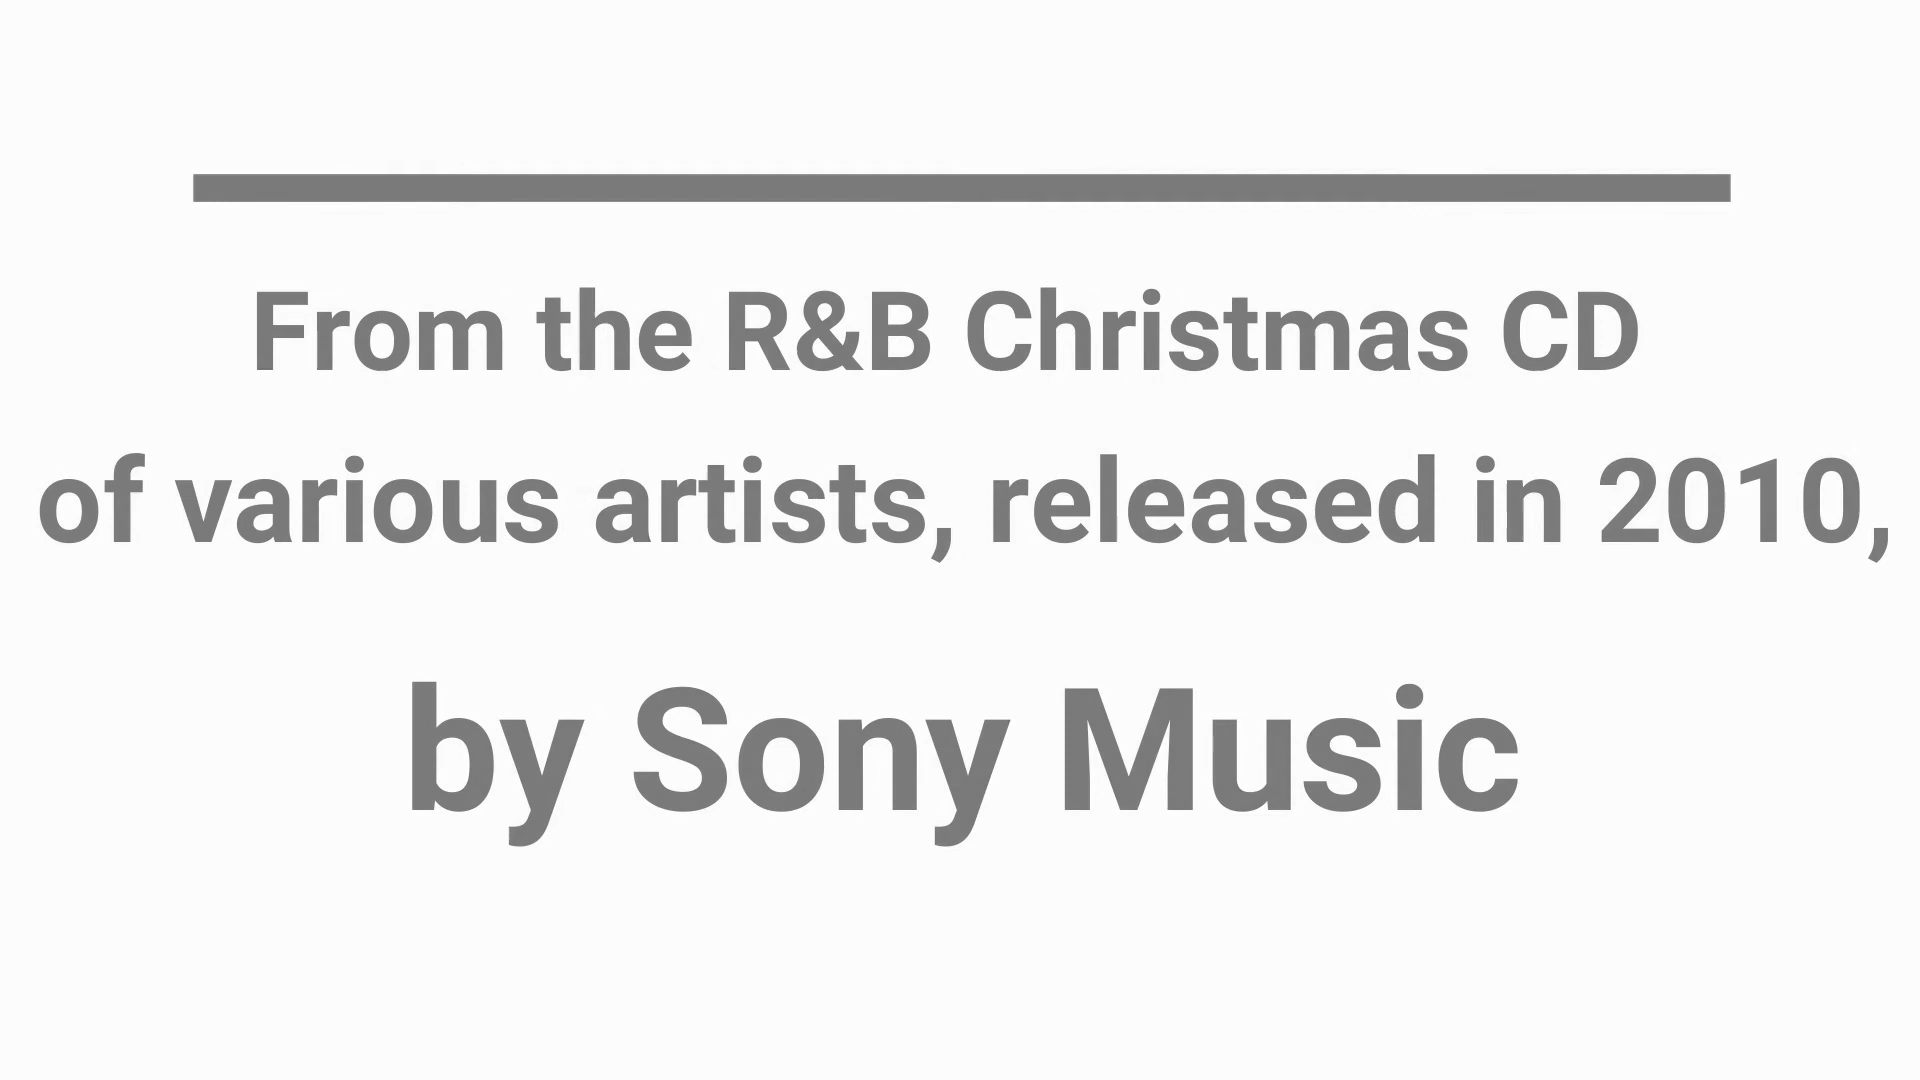 From the R&B Christmas CD
of various artists, released in 2010,
by Sony Music